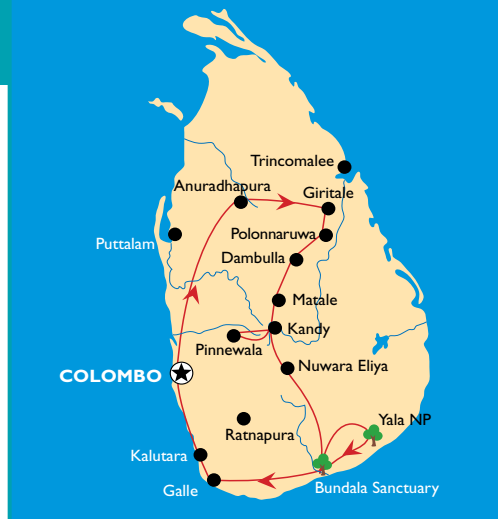 Trincomalee
Anuradhapura
Giritale
Puttalam
Polonnaruwa
Dambulla
Matale
Kandy
Pinnewala
Nuwara Eliya
COLOMBO
Yala NP
Ratnapura
Kalutara
Galle
Bundala Sanctuary